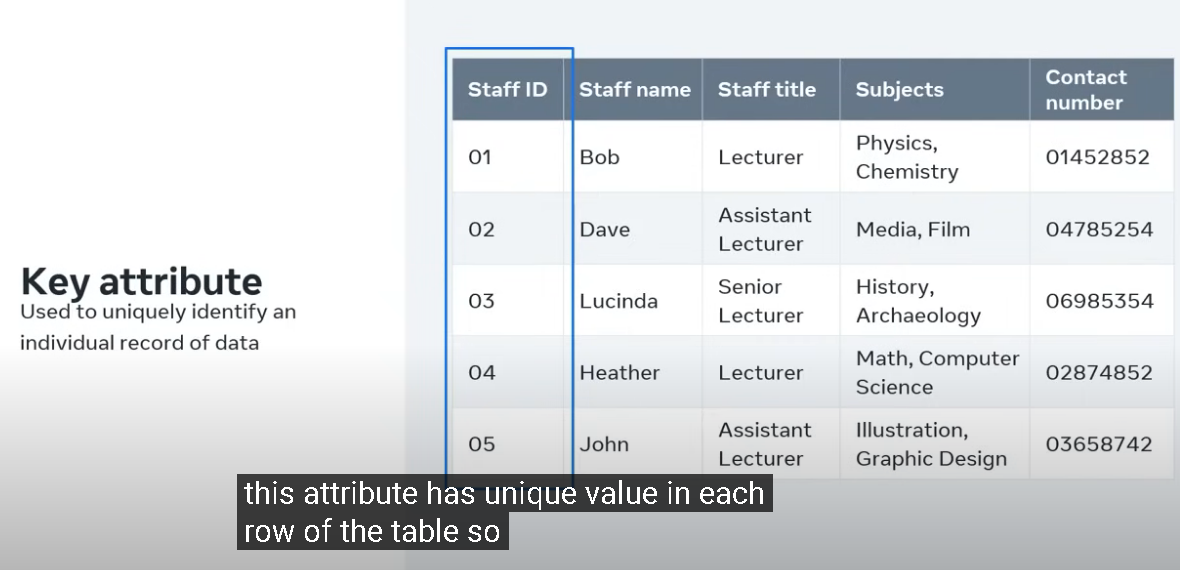 Key attribute
Used to uniquely identify an
individual record of data
Staff ID Staff name Staff title Subjects Contact number
01 Bob Lecturer Physics, Chemistry 01452852
02 Dave Assistant Lecturer Media, Film 04785254
03 Lucinda Senior Lecturer History, Archaeology 06985354
04 Heather Lecturer Math, Computer Science 02874852
05 John Assistant Lecturer Illustration, Graphic Design 03658742
this attribute has unique value in each
row of the table so